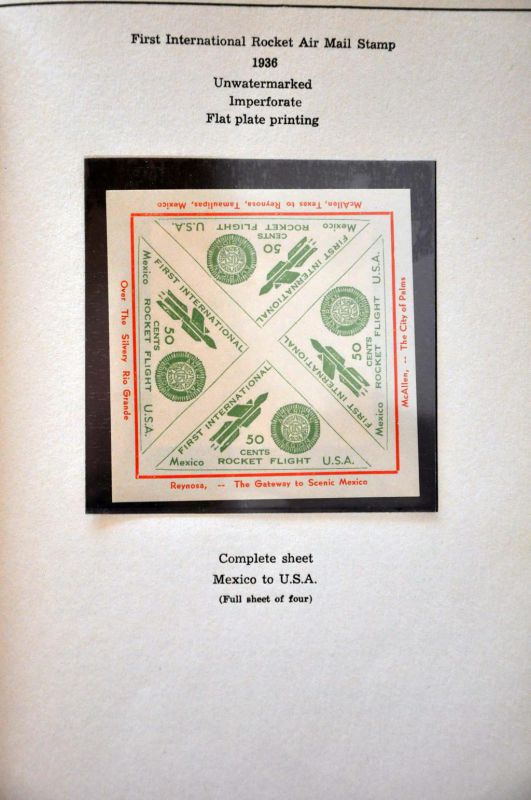 First International Rocket Air Mail Stamp
1936
Unwatermarked
Imperforate
Flat plate printing
McAllen, Texas to Reynosa, Tamaulipas, Mexico
Mexico
ROCKET FLIGHT
U.S.A.
50
CENTS
FIRST INTERNATIONAL
Over The Silvery Rio Grande
Mexico
ROCKET FLIGHT
U.S.A.
50
CENTS
FIRST INTERNATIONAL
McAllen, -- The City of Palms
Mexico
ROCKET FLIGHT
U.S.A.
50
CENTS
FIRST INTERNATIONAL
FIRST INTERNATIONAL
50
CENTS
Mexico ROCKET FLIGHT U.S.A.
Reynosa, -- The Gateway to Scenic Mexico
Complete sheet
Mexico to U.S.A.
(Full sheet of four)